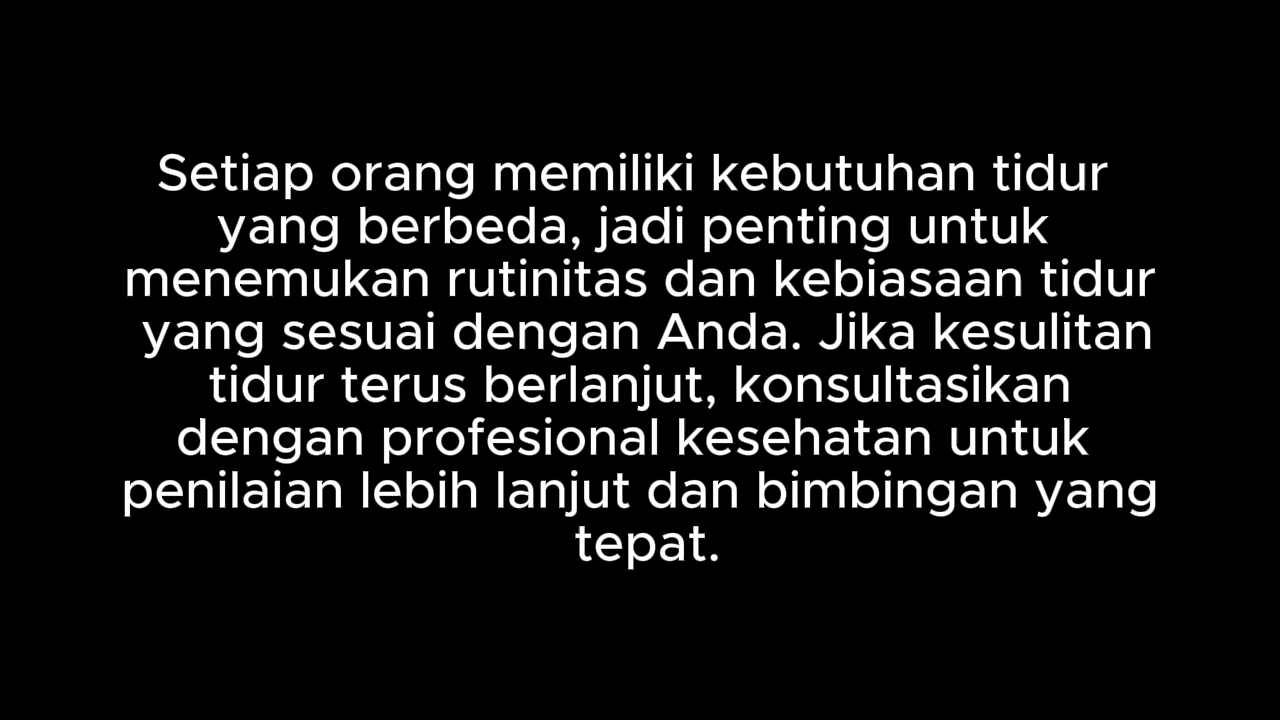 Setiap orang memiliki kebutuhan tidur
yang berbeda, jadi penting untuk
menemukan rutinitas dan kebiasaan tidur
yang sesuai dengan Anda. Jika kesulitan
tidur terus berlanjut, konsultasikan
dengan profesional kesehatan untuk
penilaian lebih lanjut dan bimbingan yang
tepat.